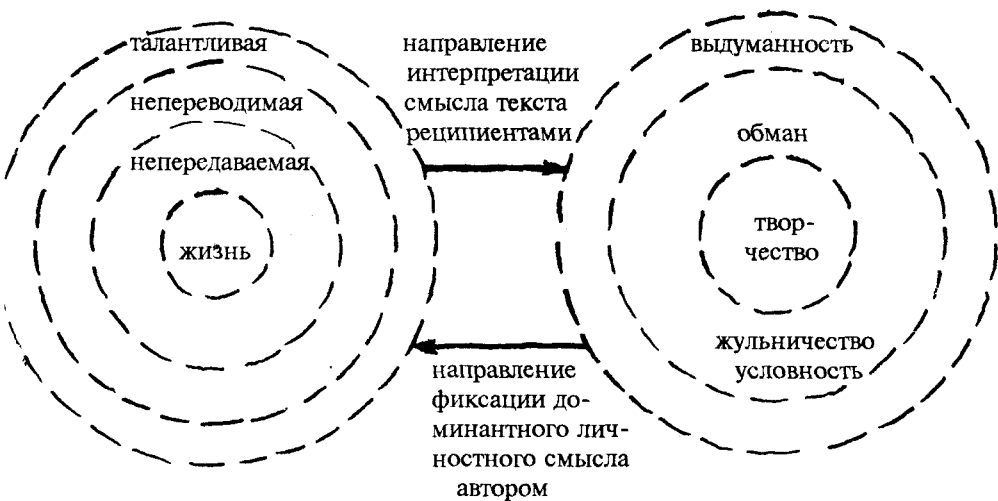 талантливая
непереводимая
непередаваемая
жизнь
направление
интерпретации
смысла текста
реципиентами
выдуманность
обман
твор-
чество
жульничество
условность
направление
фиксации до-
минантного лич-
ностного смысла
автором